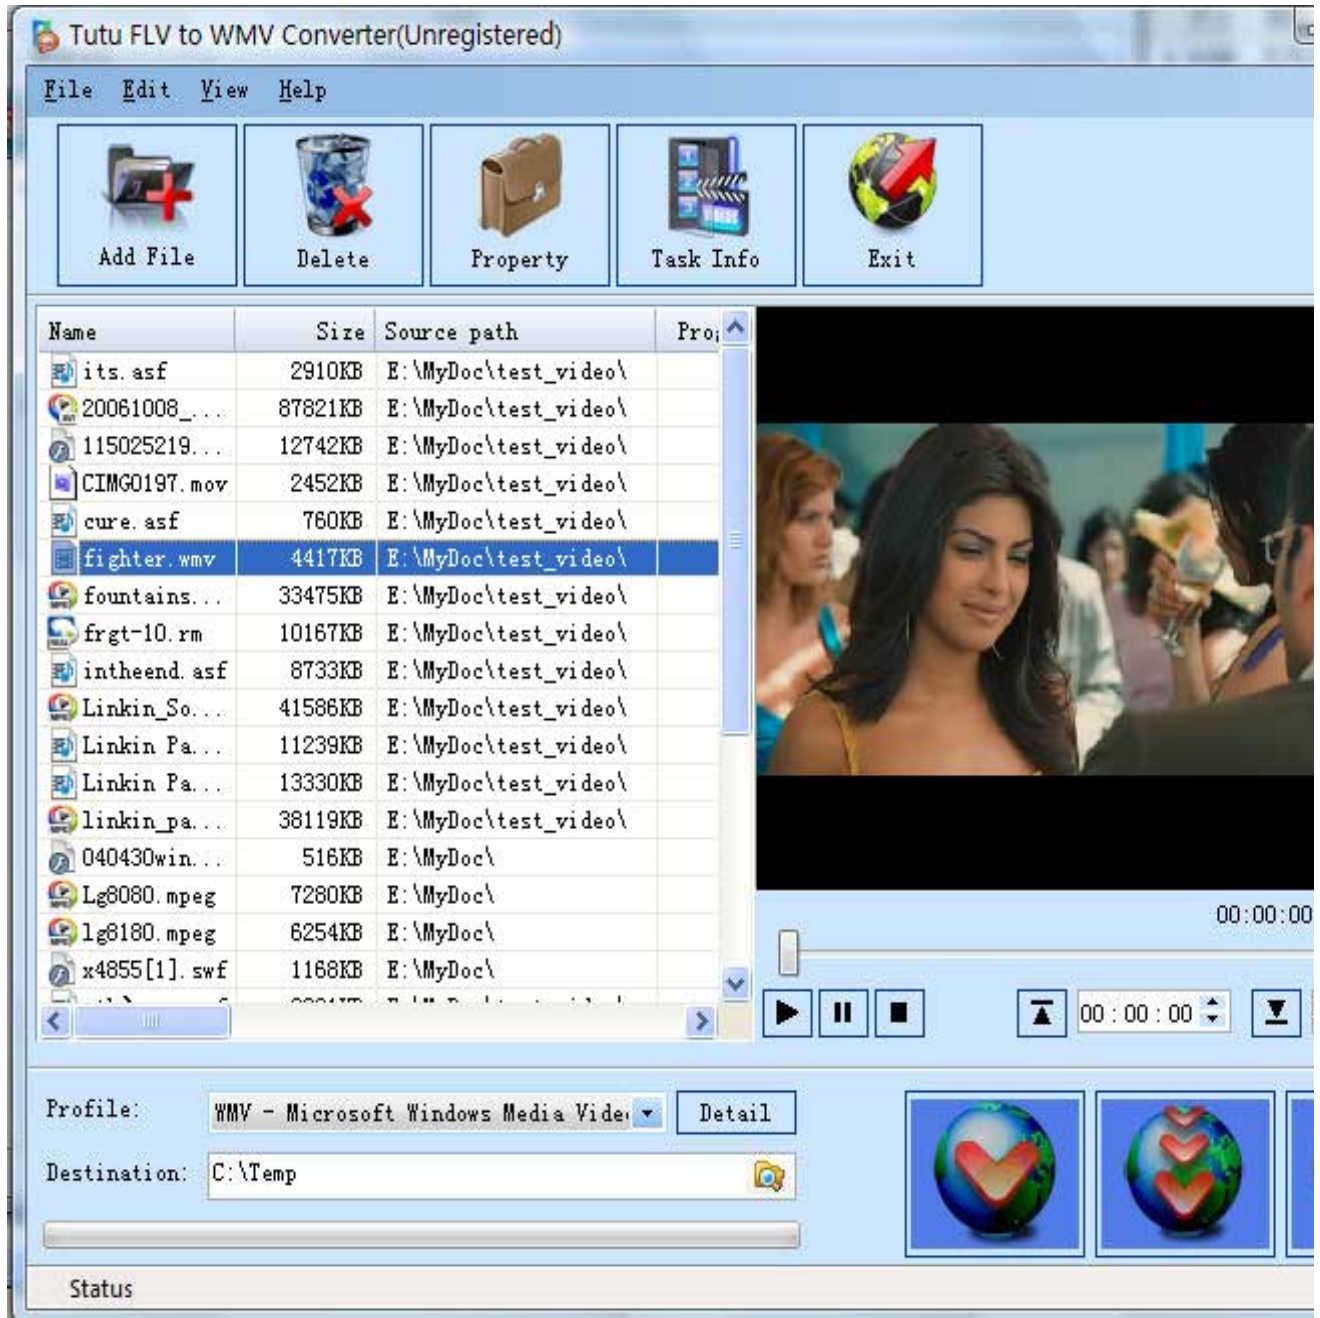 Tutu FLV to WMV Converter(Unregistered)
File Edit View Help
Add File Delete Property Task Info Exit
Name Size Source path
its.asf 2910KB E:\MyDoc\test_video\
20061008_... 87821KB E:\MyDoc\test_video\
115025219... 12742KB E:\MyDoc\test_video\
CIMG0197.mov 2452KB E:\MyDoc\test_video\
cure.asf 760KB E:\MyDoc\test_video\
fighter.wmv 4417KB E:\MyDoc\test_video\
fountains... 33475KB E:\MyDoc\test_video\
frgt-10.rm 10167KB E:\MyDoc\test_video\
intheend.asf 8733KB E:\MyDoc\test_video\
Linkin_So... 41586KB E:\MyDoc\test_video\
Linkin Pa... 11239KB E:\MyDoc\test_video\
Linkin Pa... 13330KB E:\MyDoc\test_video\
linkin_pa... 38119KB E:\MyDoc\test_video\
040430win... 516KB E:\MyDoc\
Lg8080.mpeg 7280KB E:\MyDoc\
lg8180.mpeg 6254KB E:\MyDoc\
x4855[1].swf 1168KB E:\MyDoc\
00:00:00
00 : 00 : 00
Profile: WMV - Microsoft Windows Media Vide Detail
Destination: C:\Temp
Status